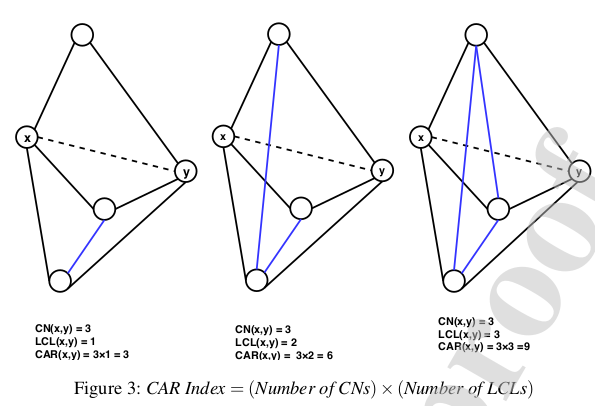 x
y
x
y
x
y
CN(x,y) = 3
LCL(x,y) = 1
CAR(x,y) = 3×1 = 3
CN(x,y) = 3
LCL(x,y) = 2
CAR(x,y) = 3×2 = 6
CN(x,y) = 3
LCL(x,y) = 3
CAR(x,y) = 3×3 =9
Figure 3: CAR Index = (Number of CNs) × (Number of LCLs)
proof